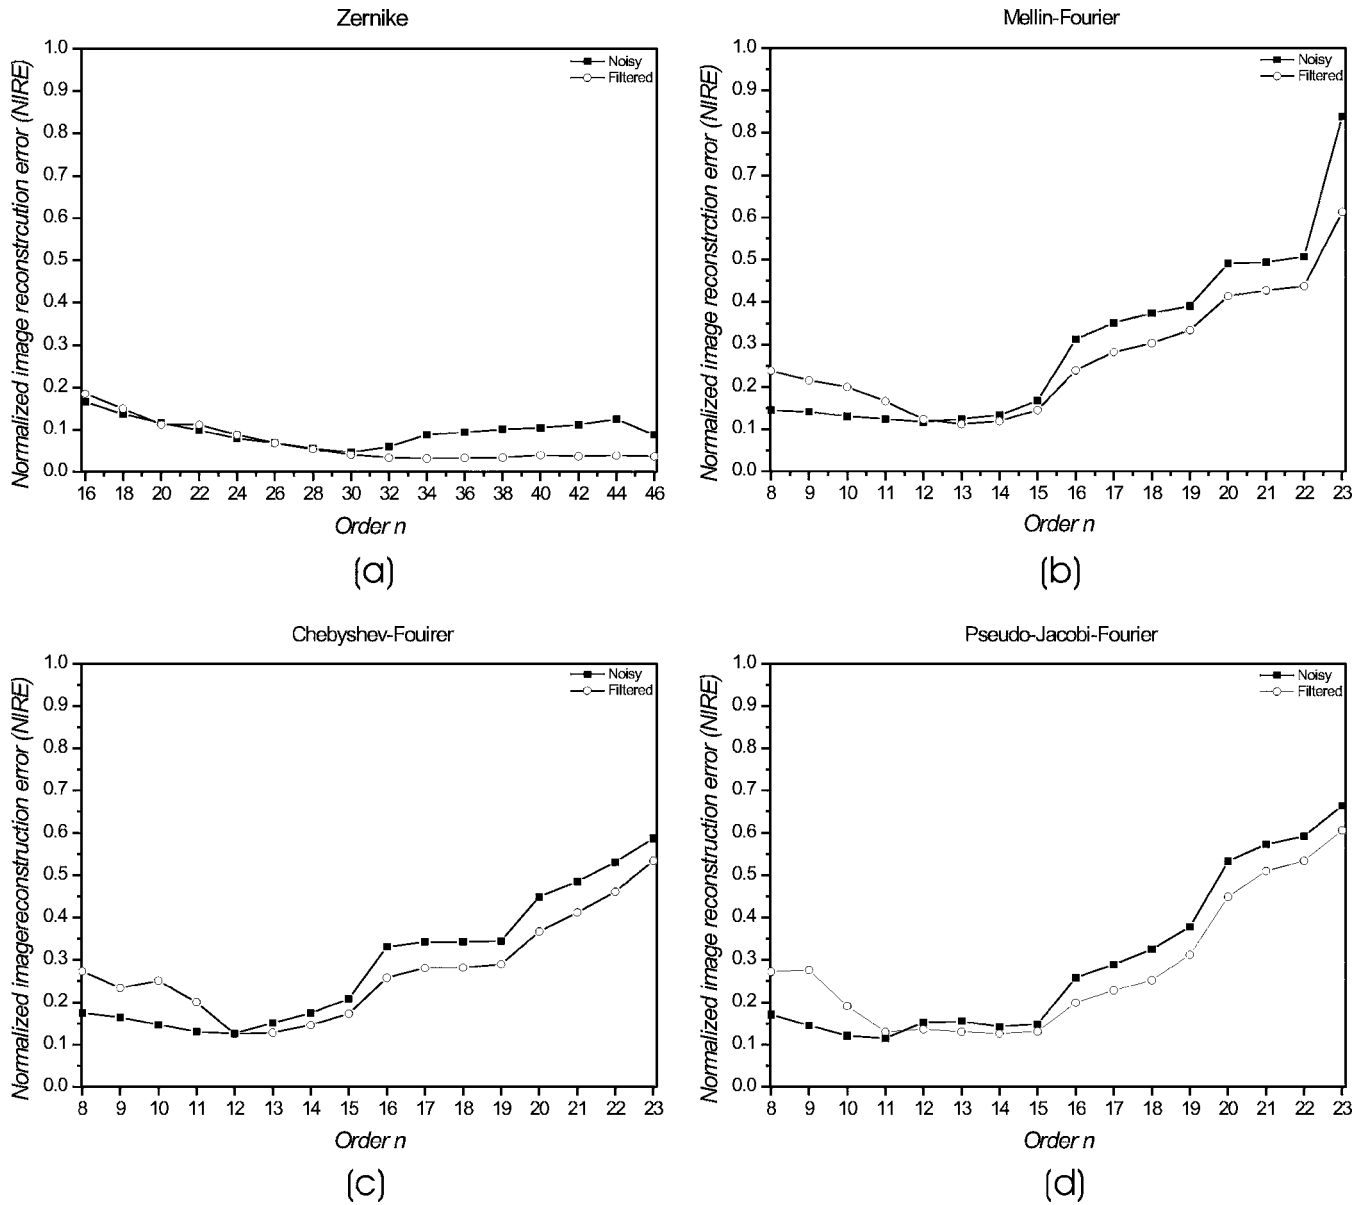 Zernike
Normalized image reconstrcution error (NIRE)
1.0
0.9
0.8
0.7
0.6
0.5
0.4
0.3
0.2
0.1
0.0
Noisy
Filtered
16 18 20 22 24 26 28 30 32 34 36 38 40 42 44 46
Order n
(a)
Mellin-Fourier
Normalized image reconstrction error (NIRE)
1.0
0.9
0.8
0.7
0.6
0.5
0.4
0.3
0.2
0.1
0.0
Noisy
Filtered
8 9 10 11 12 13 14 15 16 17 18 19 20 21 22 23
Order n
(b)
Chebyshev-Fouirer
Normalized imagereconstruction error (NIRE)
1.0
0.9
0.8
0.7
0.6
0.5
0.4
0.3
0.2
0.1
0.0
Noisy
Filtered
8 9 10 11 12 13 14 15 16 17 18 19 20 21 22 23
Order n
(c)
Pseudo-Jacobi-Fourier
Normalized image reconstruction error (NIRE)
1.0
0.9
0.8
0.7
0.6
0.5
0.4
0.3
0.2
0.1
0.0
Noisy
Filtered
8 9 10 11 12 13 14 15 16 17 18 19 20 21 22 23
Order n
(d)